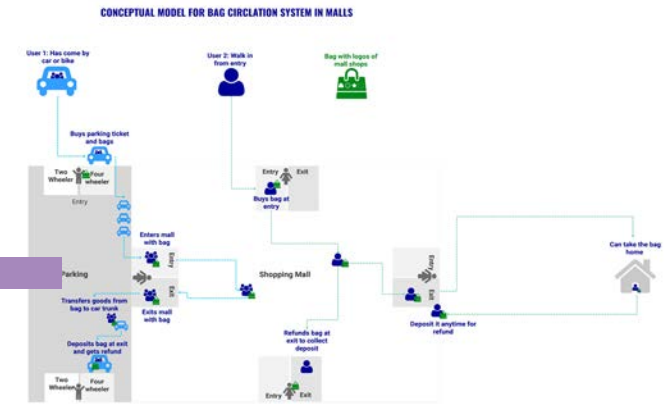 CONCEPTUAL MODEL FOR BAG CIRCLATION SYSTEM IN MALLS
User 1: Has come by
car or bike
User 2: Walk in
from entry
Bag with logos of
mall shops
Buys parking ticket
and bags
Two
Wheeler
Four
wheeler
Entry
Entry
Exit
Buys bag at
entry
Enters mall
with bag
Entry
Parking
Shopping Mall
Entry
Can take the bag
home
Exit
Exit
Transfers goods from
bag to car trunk
Exits mall
with bag
Deposit it anytime for
refund
Deposits bag at exit
and gets refund
Refunds bag at
exit to collect
deposit
Two
Wheeler
Four
wheeler
Entry
Exit